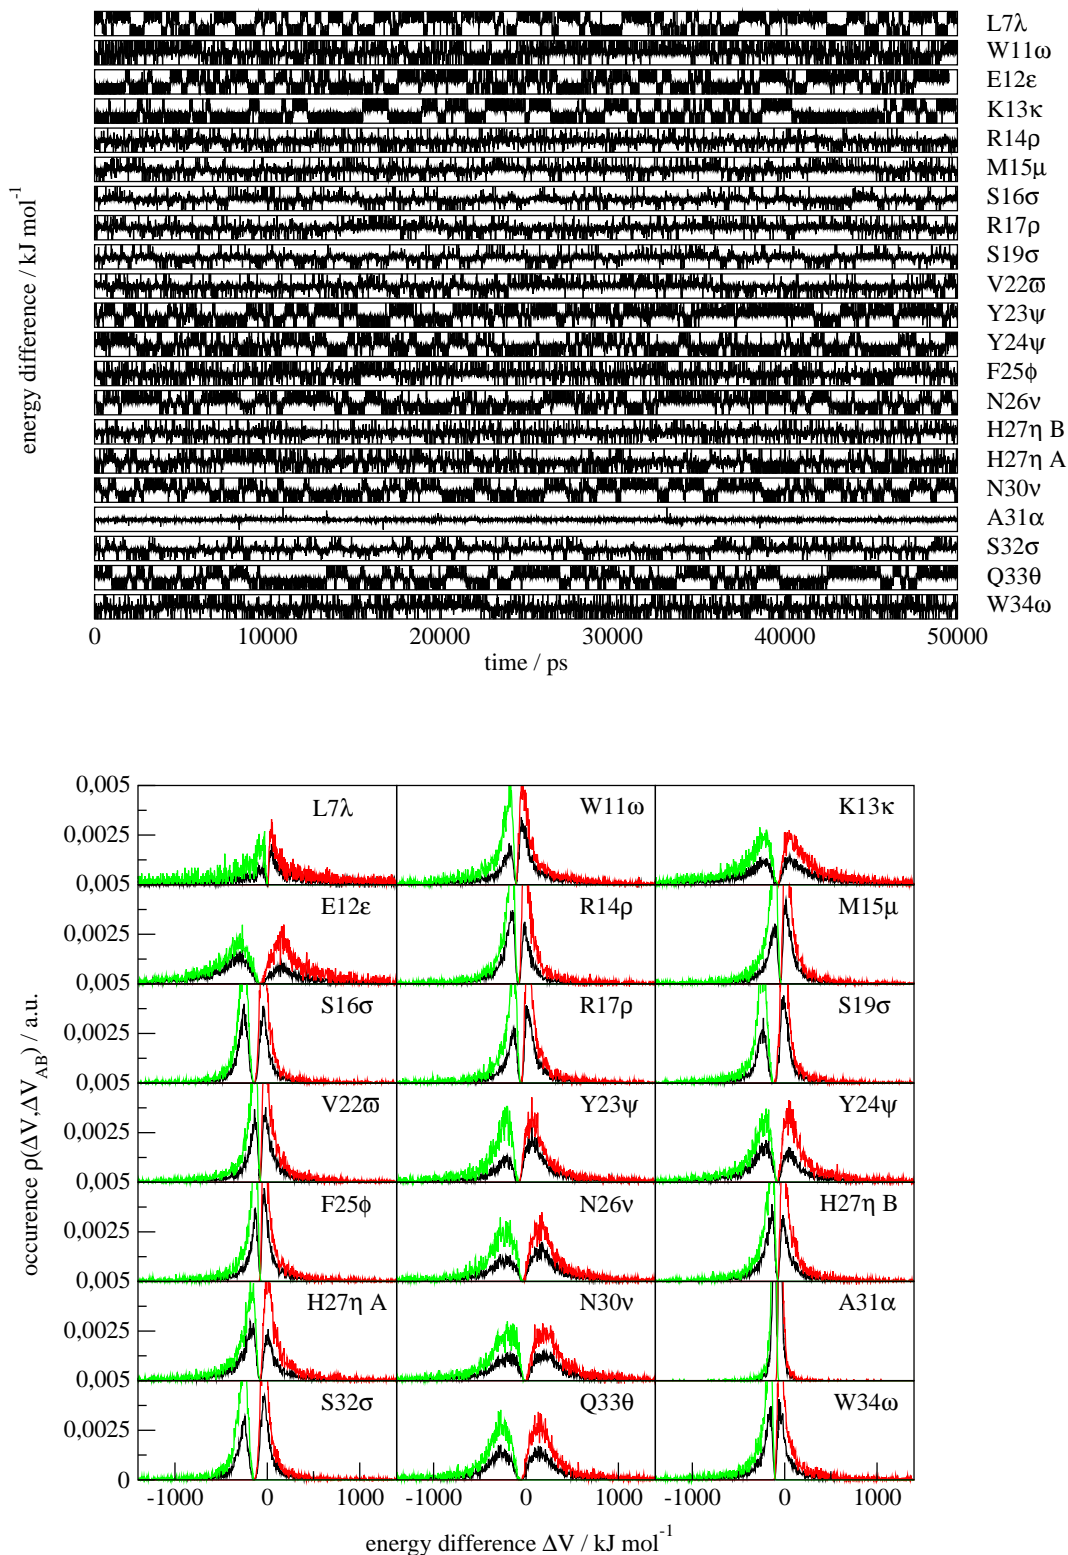 L7λ
W11ω
E12ε
K13κ
R14ρ
M15μ
S16σ
R17ρ
S19σ
V22ϖ
Y23ψ
Y24ψ
F25ϕ
N26ν
H27η B
H27η A
N30ν
A31α
S32σ
Q33θ
W34ω
energy difference / kJ mol⁻¹
0 10000 20000 30000 40000 50000
time / ps
0,005
L7λ W11ω K13κ
0,0025
0,005
E12ε R14ρ M15μ
0,0025
0,005
S16σ R17ρ S19σ
0,0025
0,005
V22ϖ Y23ψ Y24ψ
0,0025
0,005
F25ϕ N26ν H27η B
0,0025
0,005
H27η A N30ν A31α
0,0025
0,005
S32σ Q33θ W34ω
0,0025
0
occurence ρ(ΔV,ΔV_AB) / a.u.
-1000 0 1000 -1000 0 1000 -1000 0 1000
energy difference ΔV / kJ mol⁻¹